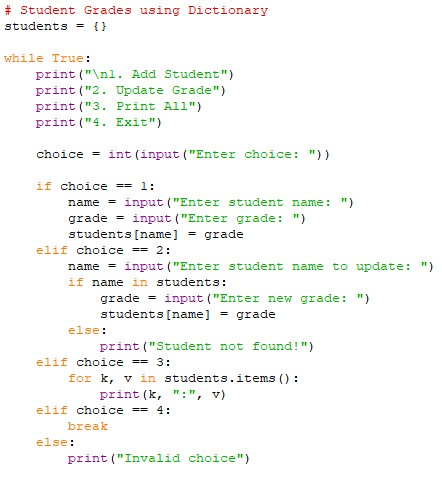 # Student Grades using Dictionary
students = {}

while True:
    print("\n1. Add Student")
    print("2. Update Grade")
    print("3. Print All")
    print("4. Exit")

    choice = int(input("Enter choice: "))

    if choice == 1:
        name = input("Enter student name: ")
        grade = input("Enter grade: ")
        students[name] = grade
    elif choice == 2:
        name = input("Enter student name to update: ")
        if name in students:
            grade = input("Enter new grade: ")
            students[name] = grade
        else:
            print("Student not found!")
    elif choice == 3:
        for k, v in students.items():
            print(k, ":", v)
    elif choice == 4:
        break
    else:
        print("Invalid choice")